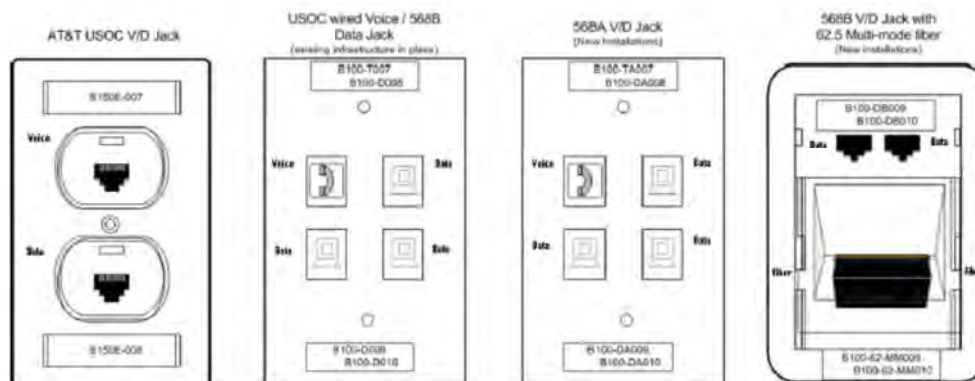 AT&T USOC V/D Jack
B150E-007
Voice
Data
B150E-008
USOC wired Voice / 568B
Data Jack
(existing infrastructure in place)
B100-T007
B100-D008
Voice
Data
Data
Data
B100-D009
B100-D010
568A V/D Jack
(New Installations)
B100-TA007
B100-DA008
Voice
Data
Data
Data
B100-DA009
B100-DA010
568B V/D Jack with
62.5 Multi-mode fiber
(New installations)
B100-DB009
B100-DB010
Data
Data
Fiber
B100-62-MM009
B100-62-MM010